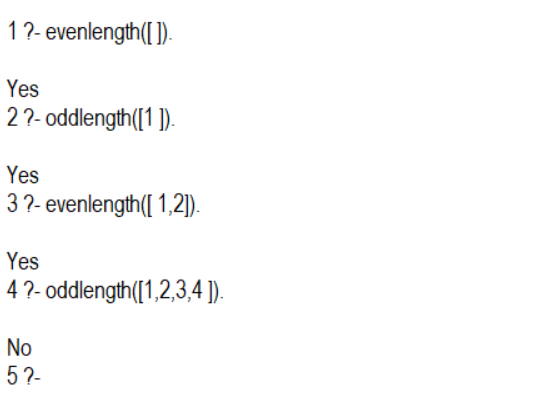 1 ?- evenlength([ ]).
Yes
2 ?- oddlength([1 ]).
Yes
3 ?- evenlength([ 1,2]).
Yes
4 ?- oddlength([1,2,3,4 ]).
No
5 ?-